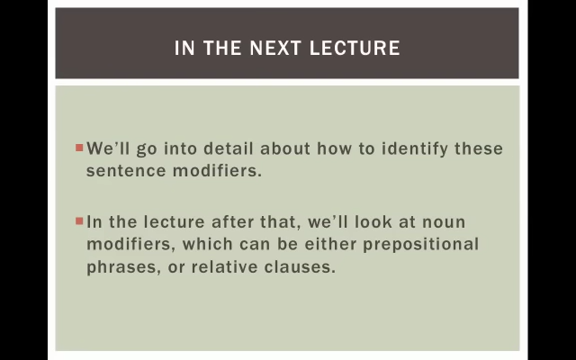 IN THE NEXT LECTURE
We'll go into detail about how to identify these
sentence modifiers.
In the lecture after that, we'll look at noun
modifiers, which can be either prepositional
phrases, or relative clauses.